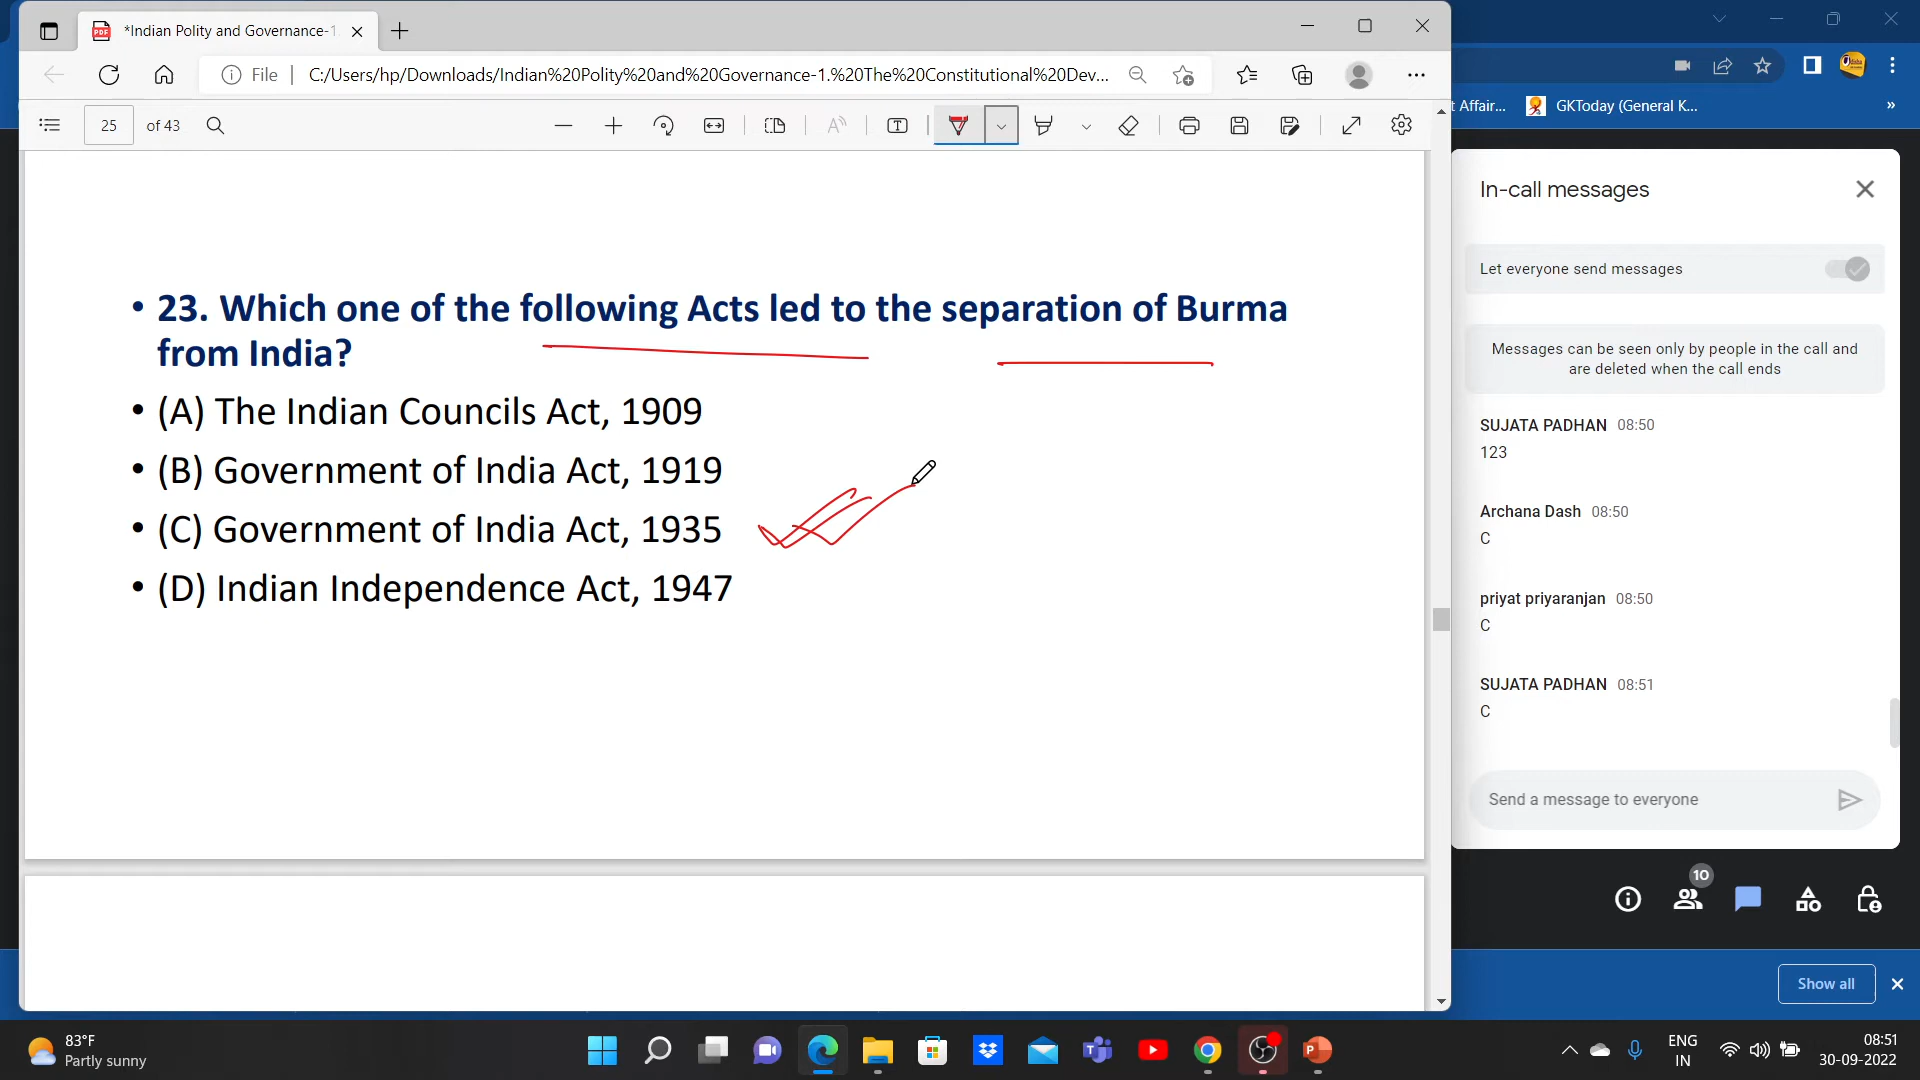 *Indian Polity and Governance-1
File
C:/Users/hp/Downloads/Indian%20Polity%20and%20Governance-1.%20The%20Constitutional%20Dev...
t Affair...
GKToday (General K...
25
of 43
• 23. Which one of the following Acts led to the separation of Burma
from India?
• (A) The Indian Councils Act, 1909
• (B) Government of India Act, 1919
• (C) Government of India Act, 1935
• (D) Indian Independence Act, 1947
In-call messages
Let everyone send messages
Messages can be seen only by people in the call and
are deleted when the call ends
SUJATA PADHAN 08:50
123
Archana Dash 08:50
C
priyat priyaranjan 08:50
C
SUJATA PADHAN 08:51
C
Send a message to everyone
10
Show all
83°F
Partly sunny
ENG
IN
08:51
30-09-2022